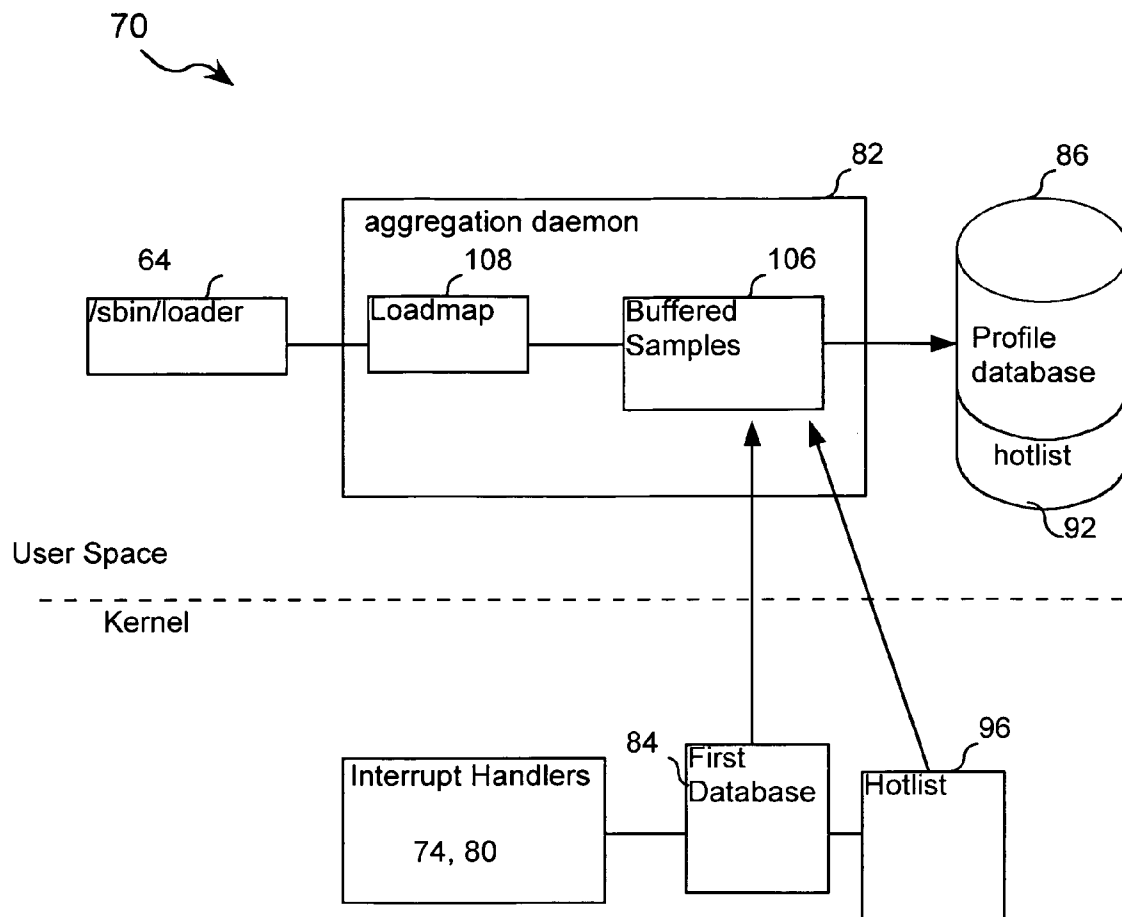 70
82
86
aggregation daemon
64
108
106
/sbin/loader
Loadmap
Buffered
Samples
Profile
database
hotlist
92
User Space
Kernel
84
96
Interrupt Handlers
74, 80
First
Database
Hotlist